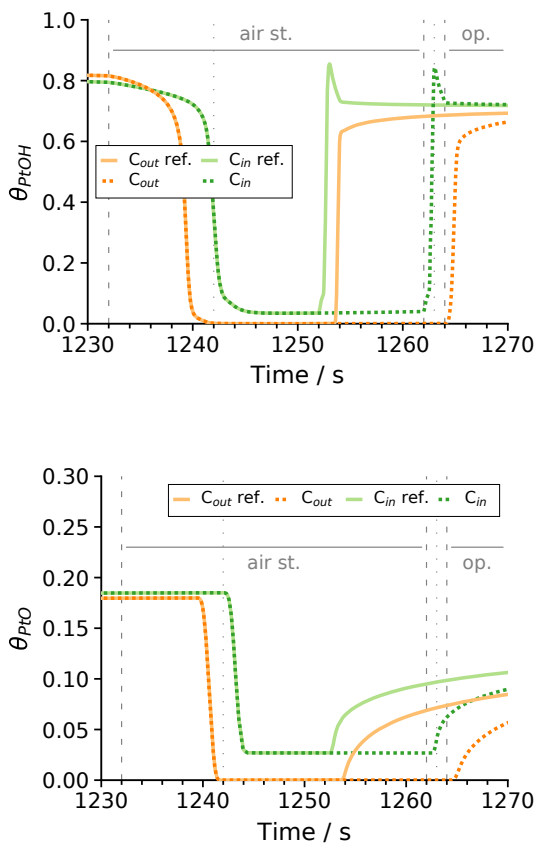 1.0
air st.
op.
0.8
0.6
C_out ref.
C_in ref.
C_out
C_in
θ_PtOH
0.4
0.2
0.0
1230
1240
1250
1260
1270
Time / s
0.30
C_out ref.
C_out
C_in ref.
C_in
0.25
air st.
op.
0.20
0.15
θ_PtO
0.10
0.05
0.00
1230
1240
1250
1260
1270
Time / s